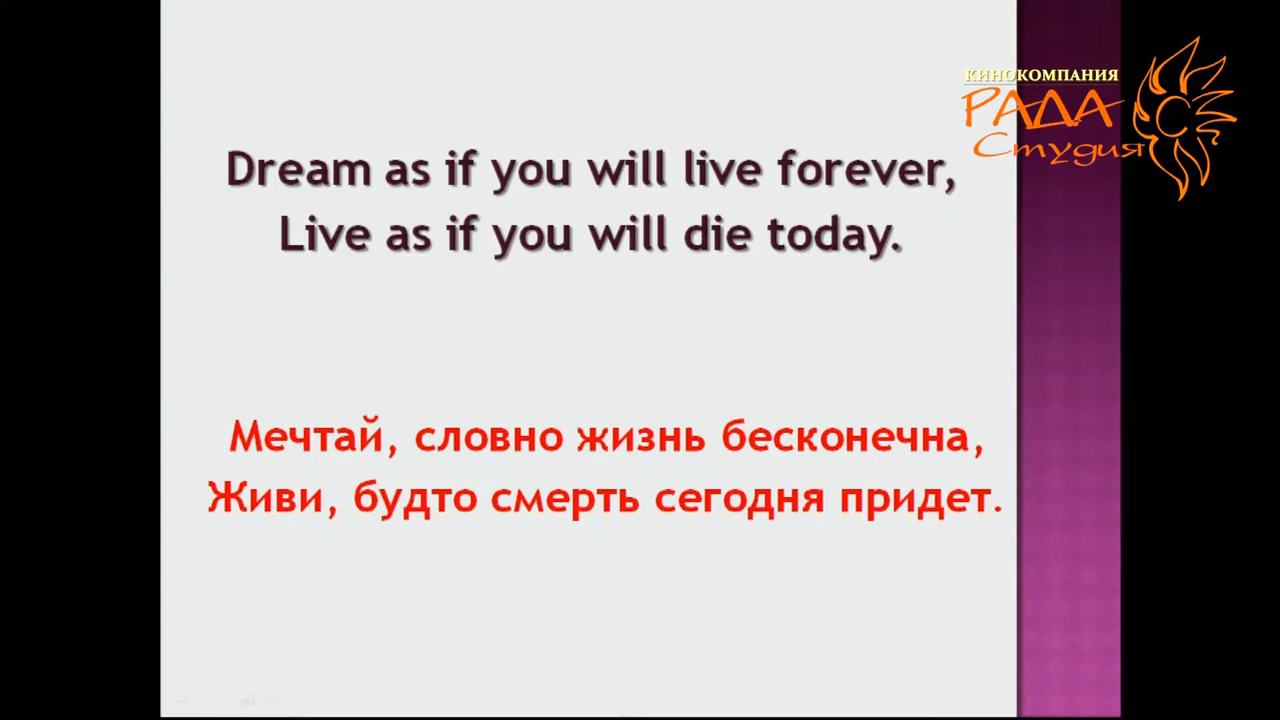 КИНОКОМПАНИЯ
РАДА
Студия
Dream as if you will live forever,
Live as if you will die today.
Мечтай, словно жизнь бесконечна,
Живи, будто смерть сегодня придет.